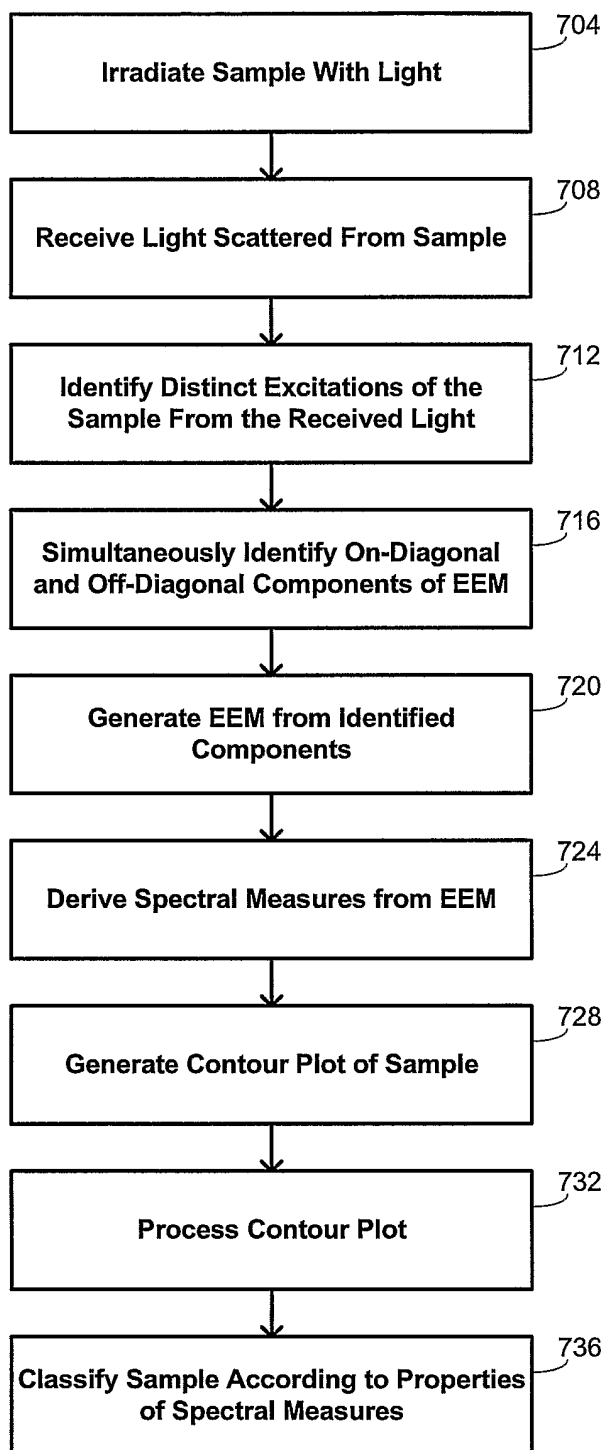 704
Irradiate Sample With Light
708
Receive Light Scattered From Sample
712
Identify Distinct Excitations of the
Sample From the Received Light
716
Simultaneously Identify On-Diagonal
and Off-Diagonal Components of EEM
720
Generate EEM from Identified
Components
724
Derive Spectral Measures from EEM
728
Generate Contour Plot of Sample
732
Process Contour Plot
736
Classify Sample According to Properties
of Spectral Measures